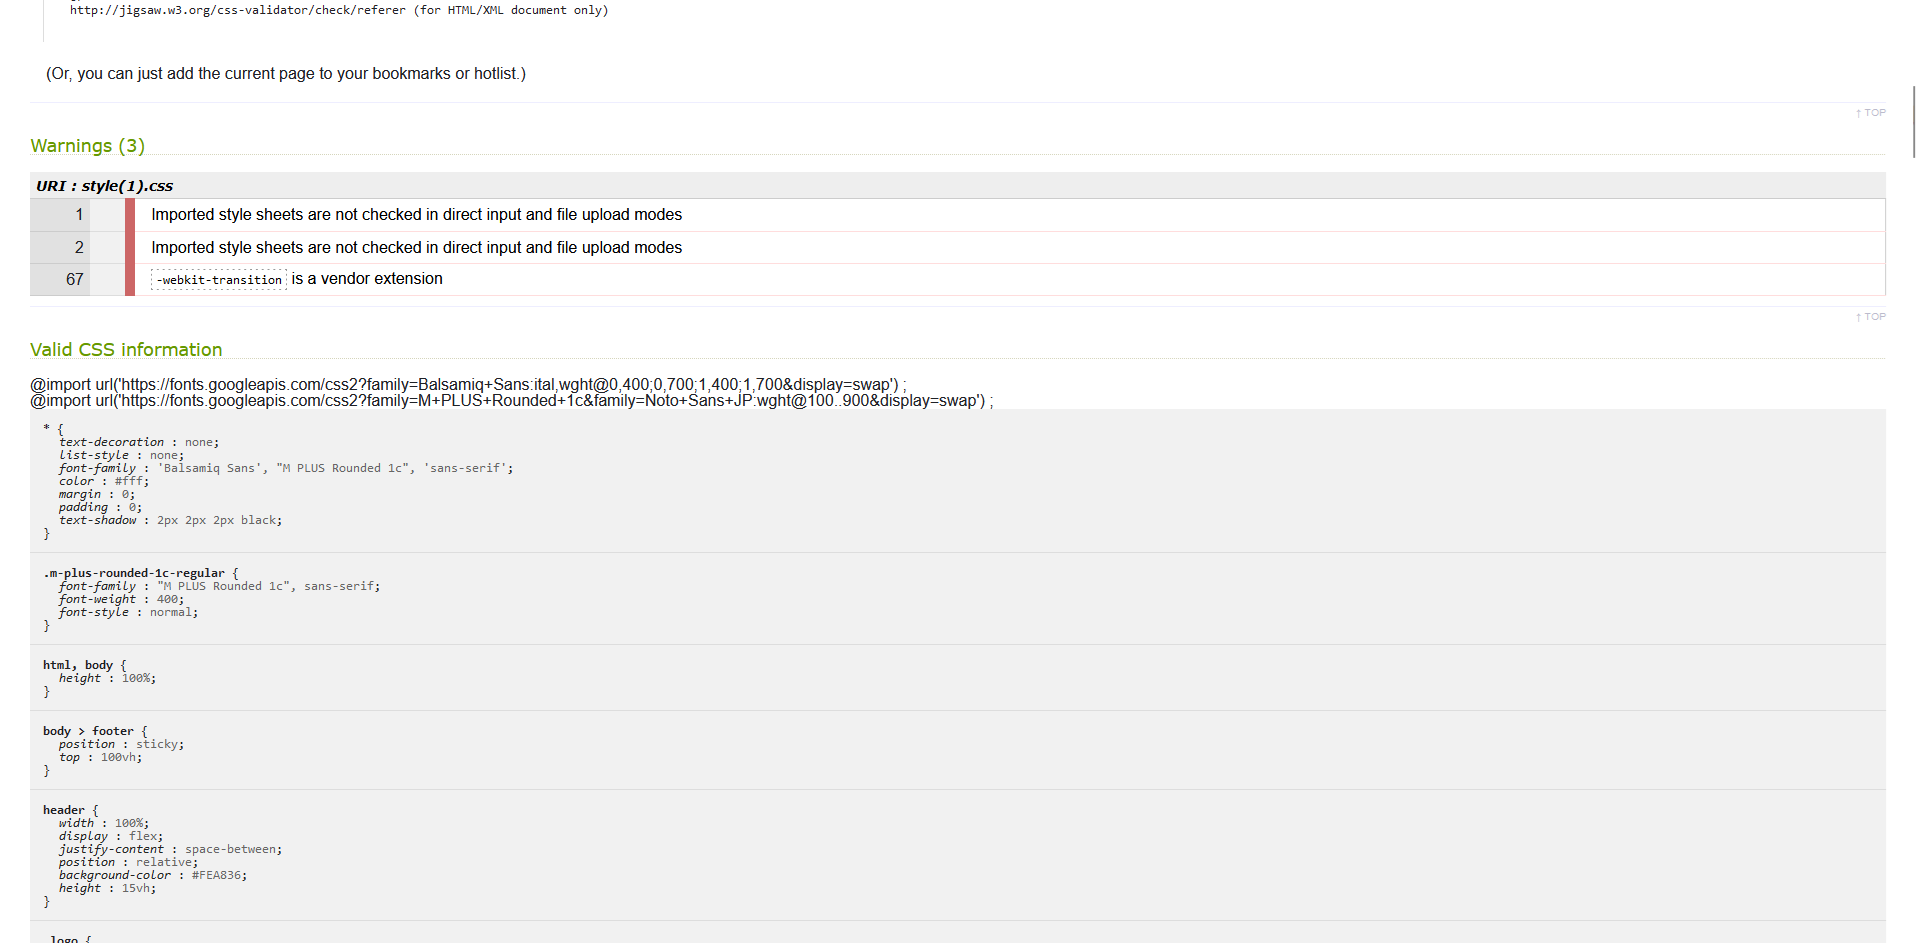 http://jigsaw.w3.org/css-validator/check/referer (for HTML/XML document only)
(Or, you can just add the current page to your bookmarks or hotlist.)
↑ TOP
Warnings (3)
URI : style(1).css
1 Imported style sheets are not checked in direct input and file upload modes
2 Imported style sheets are not checked in direct input and file upload modes
67 -webkit-transition is a vendor extension
↑ TOP
Valid CSS information
@import url('https://fonts.googleapis.com/css2?family=Balsamiq+Sans:ital,wght@0,400;0,700;1,400;1,700&display=swap') ;
@import url('https://fonts.googleapis.com/css2?family=M+PLUS+Rounded+1c&family=Noto+Sans+JP:wght@100..900&display=swap') ;
* {
text-decoration : none;
list-style : none;
font-family : 'Balsamiq Sans', "M PLUS Rounded 1c", 'sans-serif';
color : #fff;
margin : 0;
padding : 0;
text-shadow : 2px 2px 2px black;
}
.m-plus-rounded-1c-regular {
font-family : "M PLUS Rounded 1c", sans-serif;
font-weight : 400;
font-style : normal;
}
html, body {
height : 100%;
}
body > footer {
position : sticky;
top : 100vh;
}
header {
width : 100%;
display : flex;
justify-content : space-between;
position : relative;
background-color : #FEA836;
height : 15vh;
}
.logo {